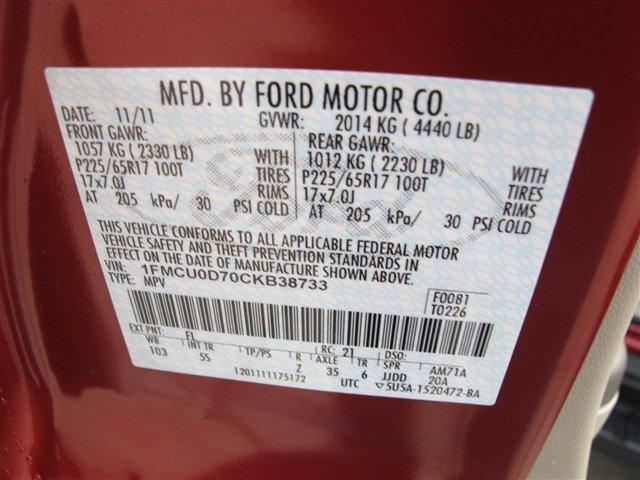 MFD. BY FORD MOTOR CO.
DATE: 11/11 GVWR: 2014 KG ( 4440 LB)
FRONT GAWR: REAR GAWR:
1057 KG ( 2330 LB) WITH 1012 KG ( 2230 LB) WITH
P225/65R17 100T TIRES P225/65R17 100T TIRES
17x7.0J RIMS 17x7.0J RIMS
AT 205 kPa/ 30 PSI COLD AT 205 kPa/ 30 PSI COLD
THIS VEHICLE CONFORMS TO ALL APPLICABLE FEDERAL MOTOR
VEHICLE SAFETY AND THEFT PREVENTION STANDARDS IN
EFFECT ON THE DATE OF MANUFACTURE SHOWN ABOVE.
VIN: 1FMCU0D70CKB38733 F0081
TYPE: MPV T0226
EXT PNT: EL RC: 21 DSO:
WB INT TR TP/PS R AXLE TR SPR AM71A
103 5S Z 35 6 JJDD 20A
1201111175172 UTC ▽5U5A-1520472-BA